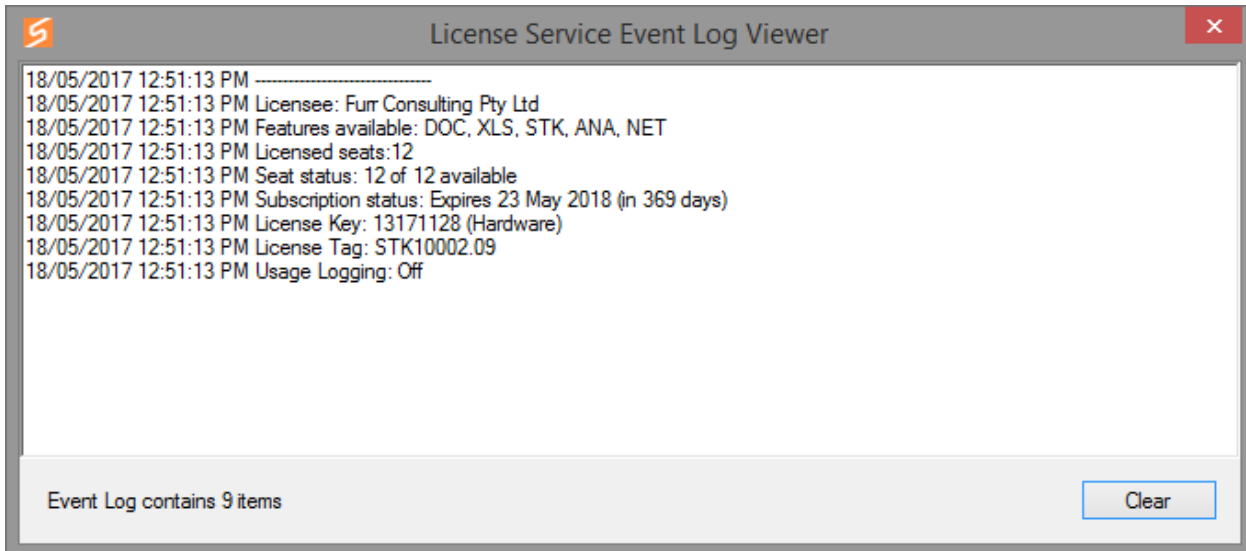 License Service Event Log Viewer
18/05/2017 12:51:13 PM --------------------------------
18/05/2017 12:51:13 PM Licensee: Furr Consulting Pty Ltd
18/05/2017 12:51:13 PM Features available: DOC, XLS, STK, ANA, NET
18/05/2017 12:51:13 PM Licensed seats:12
18/05/2017 12:51:13 PM Seat status: 12 of 12 available
18/05/2017 12:51:13 PM Subscription status: Expires 23 May 2018 (in 369 days)
18/05/2017 12:51:13 PM License Key: 13171128 (Hardware)
18/05/2017 12:51:13 PM License Tag: STK10002.09
18/05/2017 12:51:13 PM Usage Logging: Off
Event Log contains 9 items
Clear